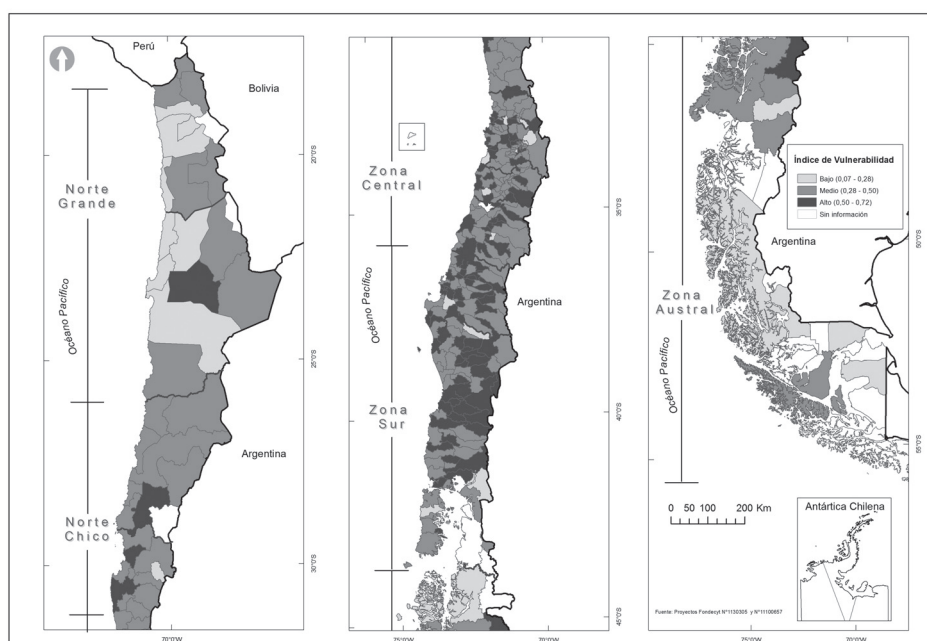 Perú
Bolivia
20°0'S
Norte
Grande
Océano Pacífico
25°0'S
Argentina
Norte
Chico
30°0'S
70°0'W
Zona
Central
35°0'S
Océano Pacífico
Argentina
Zona
Sur
40°0'S
45°0'S
75°0'W
70°0'W
Índice de Vulnerabilidad
Bajo (0,07 - 0,28)
Medio (0,28 - 0,50)
Alto (0,50 - 0,72)
Sin información
Argentina
50°0'S
Zona
Austral
Océano Pacífico
55°0'S
0 50 100 200 Km
Antártica Chilena
Fuente: Proyectos Fondecyt N°1130305 y N°11100657
75°0'W
70°0'W